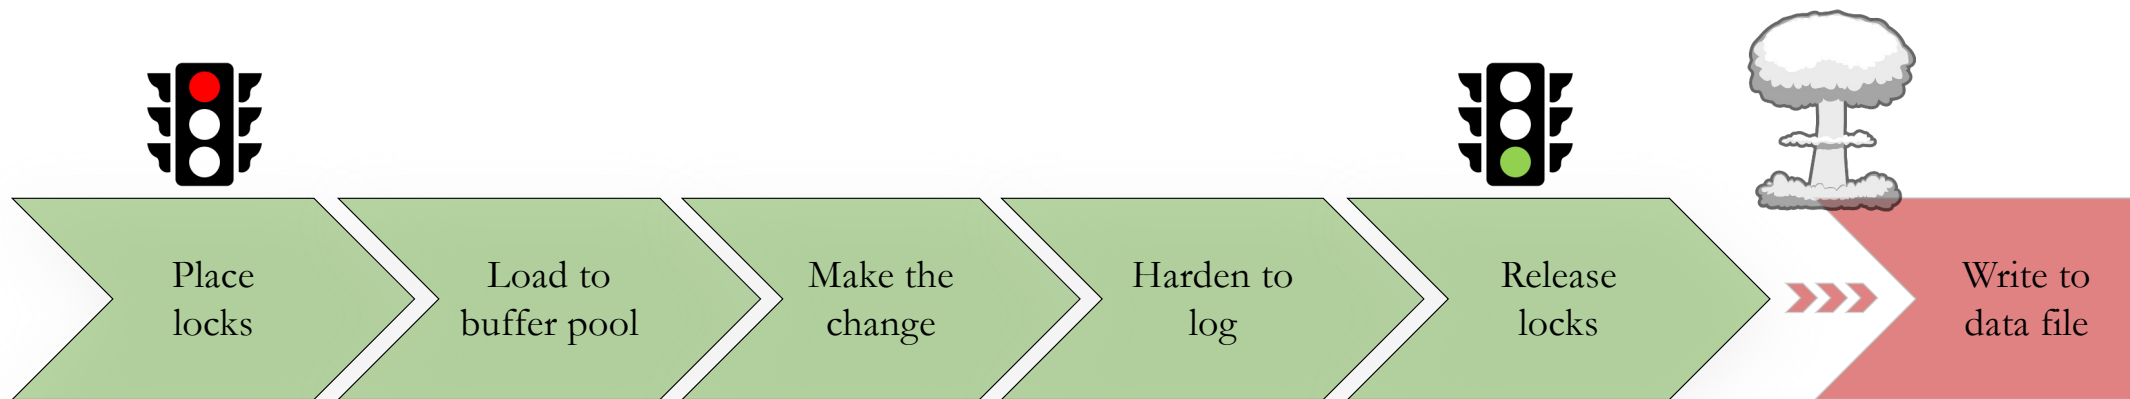 Place
locks
Load to
buffer pool
Make the
change
Harden to
log
Release
locks
Write to
data file